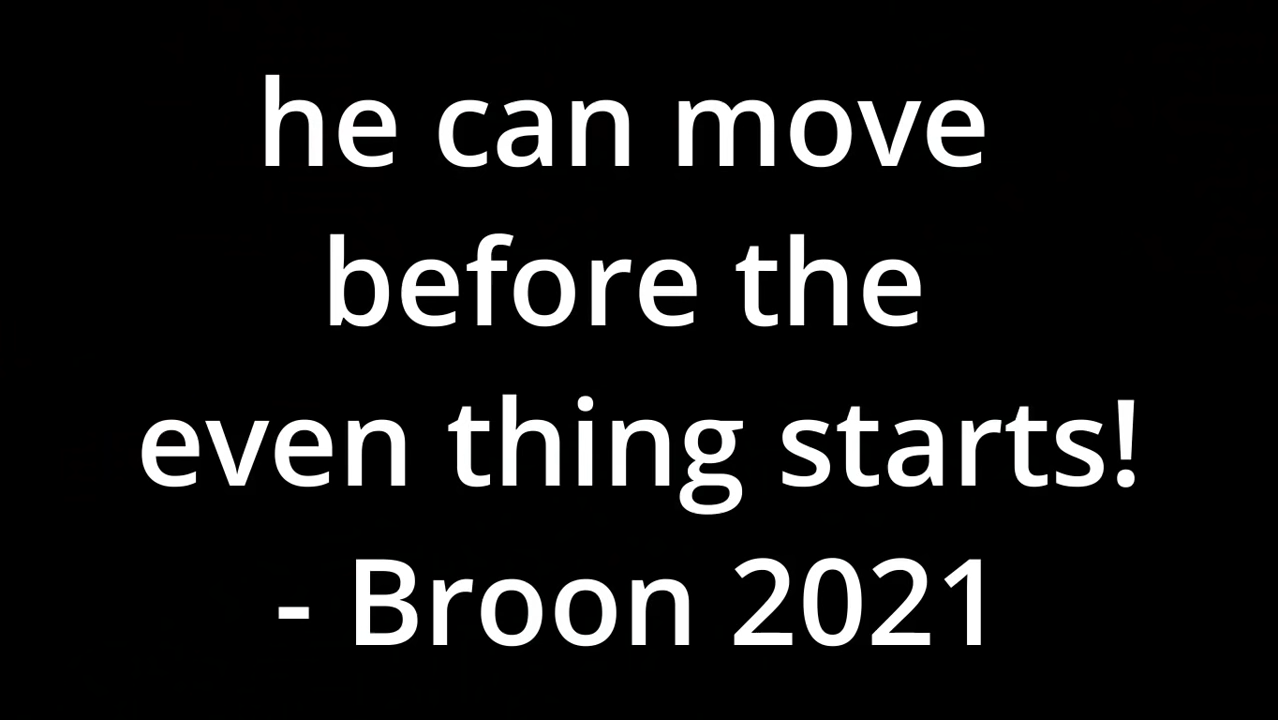 he can move
before the
even thing starts!
- Broon 2021